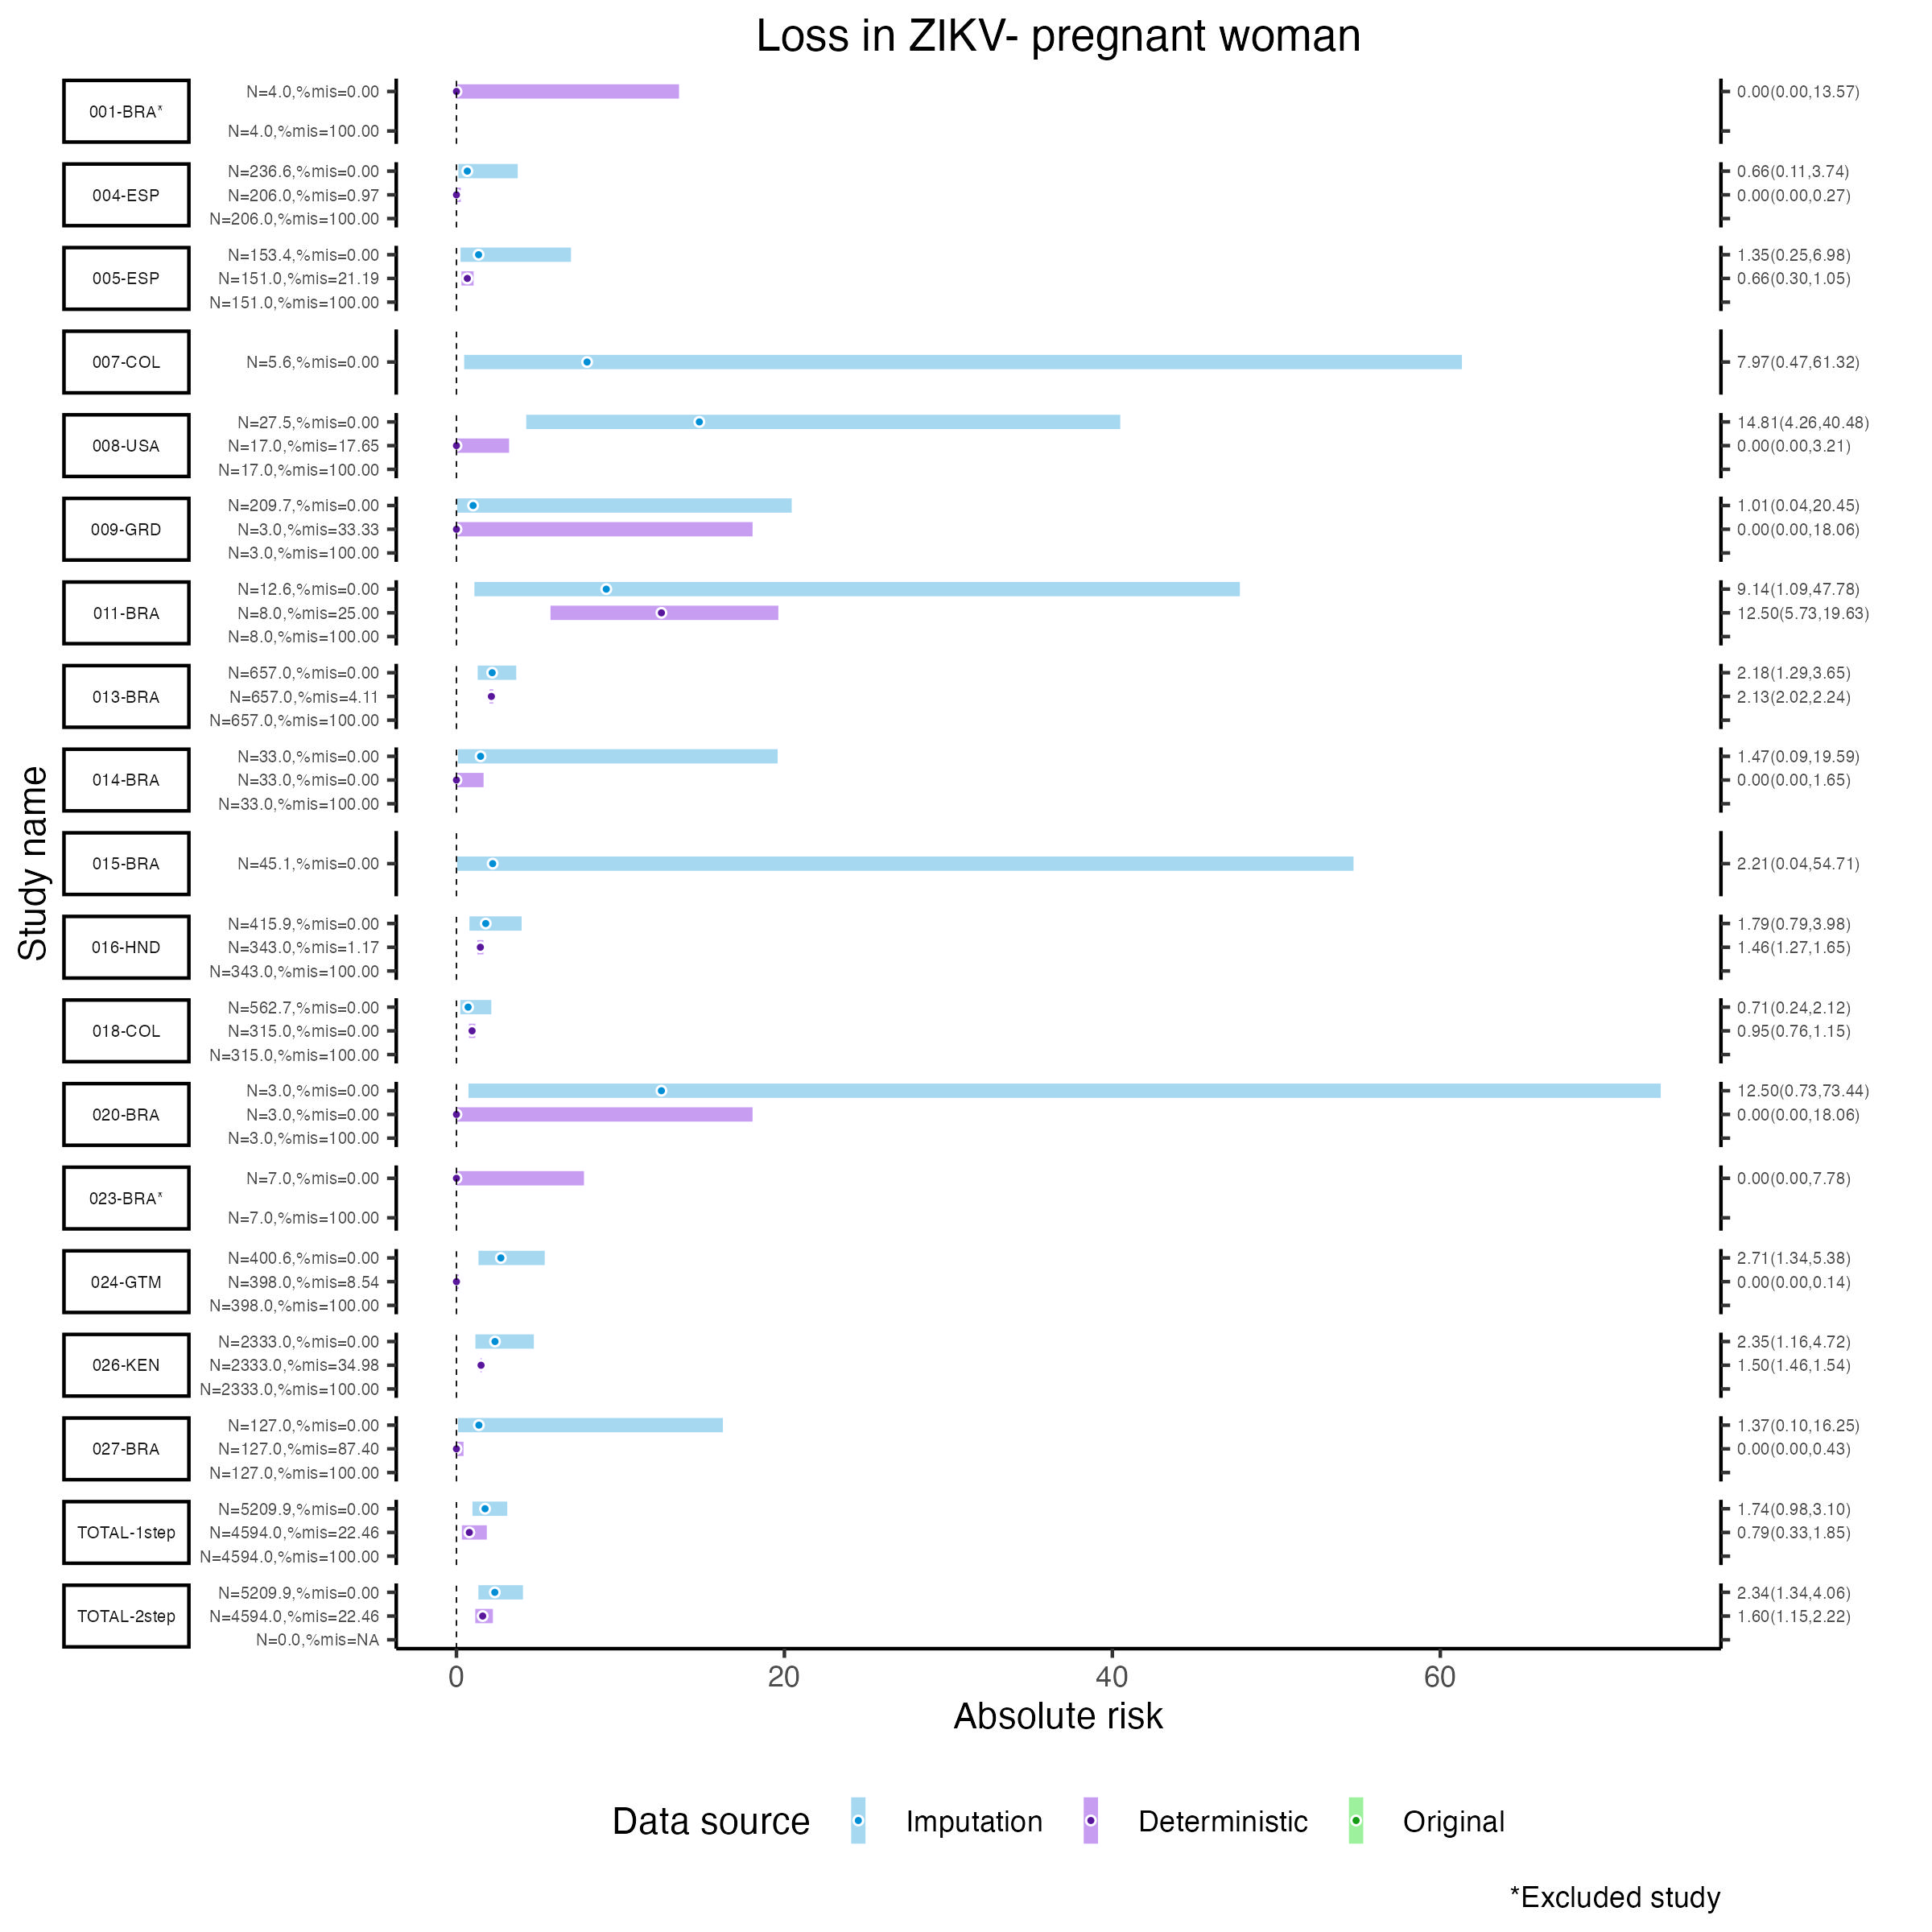 Loss in ZIKV- pregnant woman
Study name
001-BRA*
N=4.0,%mis=0.00
0.00(0.00,13.57)
N=4.0,%mis=100.00
004-ESP
N=236.6,%mis=0.00
0.66(0.11,3.74)
N=206.0,%mis=0.97
0.00(0.00,0.27)
N=206.0,%mis=100.00
005-ESP
N=153.4,%mis=0.00
1.35(0.25,6.98)
N=151.0,%mis=21.19
0.66(0.30,1.05)
N=151.0,%mis=100.00
007-COL
N=5.6,%mis=0.00
7.97(0.47,61.32)
008-USA
N=27.5,%mis=0.00
14.81(4.26,40.48)
N=17.0,%mis=17.65
0.00(0.00,3.21)
N=17.0,%mis=100.00
009-GRD
N=209.7,%mis=0.00
1.01(0.04,20.45)
N=3.0,%mis=33.33
0.00(0.00,18.06)
N=3.0,%mis=100.00
011-BRA
N=12.6,%mis=0.00
9.14(1.09,47.78)
N=8.0,%mis=25.00
12.50(5.73,19.63)
N=8.0,%mis=100.00
013-BRA
N=657.0,%mis=0.00
2.18(1.29,3.65)
N=657.0,%mis=4.11
2.13(2.02,2.24)
N=657.0,%mis=100.00
014-BRA
N=33.0,%mis=0.00
1.47(0.09,19.59)
N=33.0,%mis=0.00
0.00(0.00,1.65)
N=33.0,%mis=100.00
015-BRA
N=45.1,%mis=0.00
2.21(0.04,54.71)
016-HND
N=415.9,%mis=0.00
1.79(0.79,3.98)
N=343.0,%mis=1.17
1.46(1.27,1.65)
N=343.0,%mis=100.00
018-COL
N=562.7,%mis=0.00
0.71(0.24,2.12)
N=315.0,%mis=0.00
0.95(0.76,1.15)
N=315.0,%mis=100.00
020-BRA
N=3.0,%mis=0.00
12.50(0.73,73.44)
N=3.0,%mis=0.00
0.00(0.00,18.06)
N=3.0,%mis=100.00
023-BRA*
N=7.0,%mis=0.00
0.00(0.00,7.78)
N=7.0,%mis=100.00
024-GTM
N=400.6,%mis=0.00
2.71(1.34,5.38)
N=398.0,%mis=8.54
0.00(0.00,0.14)
N=398.0,%mis=100.00
026-KEN
N=2333.0,%mis=0.00
2.35(1.16,4.72)
N=2333.0,%mis=34.98
1.50(1.46,1.54)
N=2333.0,%mis=100.00
027-BRA
N=127.0,%mis=0.00
1.37(0.10,16.25)
N=127.0,%mis=87.40
0.00(0.00,0.43)
N=127.0,%mis=100.00
TOTAL-1step
N=5209.9,%mis=0.00
1.74(0.98,3.10)
N=4594.0,%mis=22.46
0.79(0.33,1.85)
N=4594.0,%mis=100.00
TOTAL-2step
N=5209.9,%mis=0.00
2.34(1.34,4.06)
N=4594.0,%mis=22.46
1.60(1.15,2.22)
N=0.0,%mis=NA
0 20 40 60
Absolute risk
Data source Imputation Deterministic Original
*Excluded study